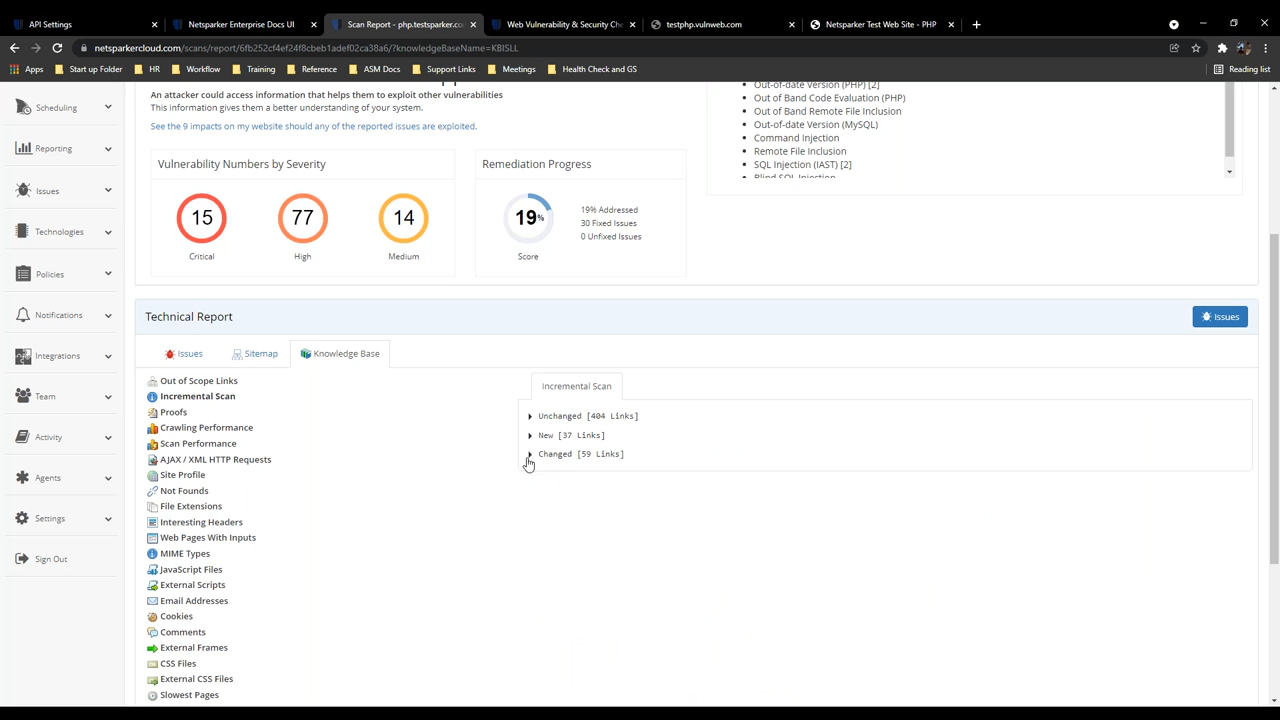 API Settings
Netsparker Enterprise Docs UI
Scan Report - php.testsparker.co
Web Vulnerability & Security Che
testphp.vulnweb.com
Netsparker Test Web Site - PHP
netsparkercloud.com/scans/report/6fb252cf4ef24f8cbeb1adef02ca38a6/?knowledgeBaseName=KBISLL
Apps
Start up Folder
HR
Workflow
Training
Reference
ASM Docs
Support Links
Meetings
Health Check and GS
Reading list
Scheduling
Reporting
Issues
Technologies
Policies
Notifications
Integrations
Team
Activity
Agents
Settings
Sign Out
An attacker could access information that helps them to exploit other vulnerabilities
This information gives them a better understanding of your system.
See the 9 impacts on my website should any of the reported issues are exploited.
Out-of-date Version (PHP) [2]
Out of Band Code Evaluation (PHP)
Out of Band Remote File Inclusion
Out-of-date Version (MySQL)
Command Injection
Remote File Inclusion
SQL Injection (IAST) [2]
Blind SQL Injection
Vulnerability Numbers by Severity
15
Critical
77
High
14
Medium
Remediation Progress
19%
Score
19% Addressed
30 Fixed Issues
0 Unfixed Issues
Technical Report
Issues
Issues
Sitemap
Knowledge Base
Out of Scope Links
Incremental Scan
Proofs
Crawling Performance
Scan Performance
AJAX / XML HTTP Requests
Site Profile
Not Founds
File Extensions
Interesting Headers
Web Pages With Inputs
MIME Types
JavaScript Files
External Scripts
Email Addresses
Cookies
Comments
External Frames
CSS Files
External CSS Files
Slowest Pages
Incremental Scan
Unchanged [404 Links]
New [37 Links]
Changed [59 Links]